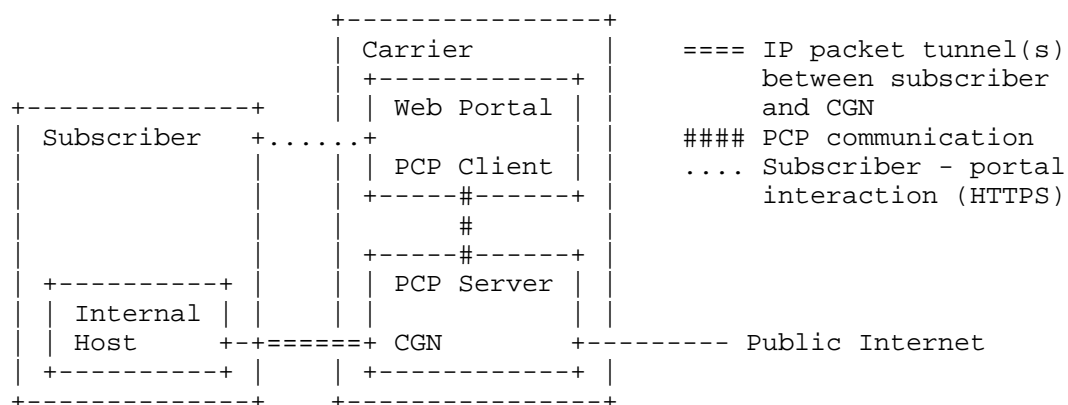 Carrier
==== IP packet tunnel(s)
between subscriber
Web Portal
and CGN
Subscriber
#### PCP communication
PCP Client
.... Subscriber - portal
interaction (HTTPS)
PCP Server
Internal
Host
CGN
Public Internet